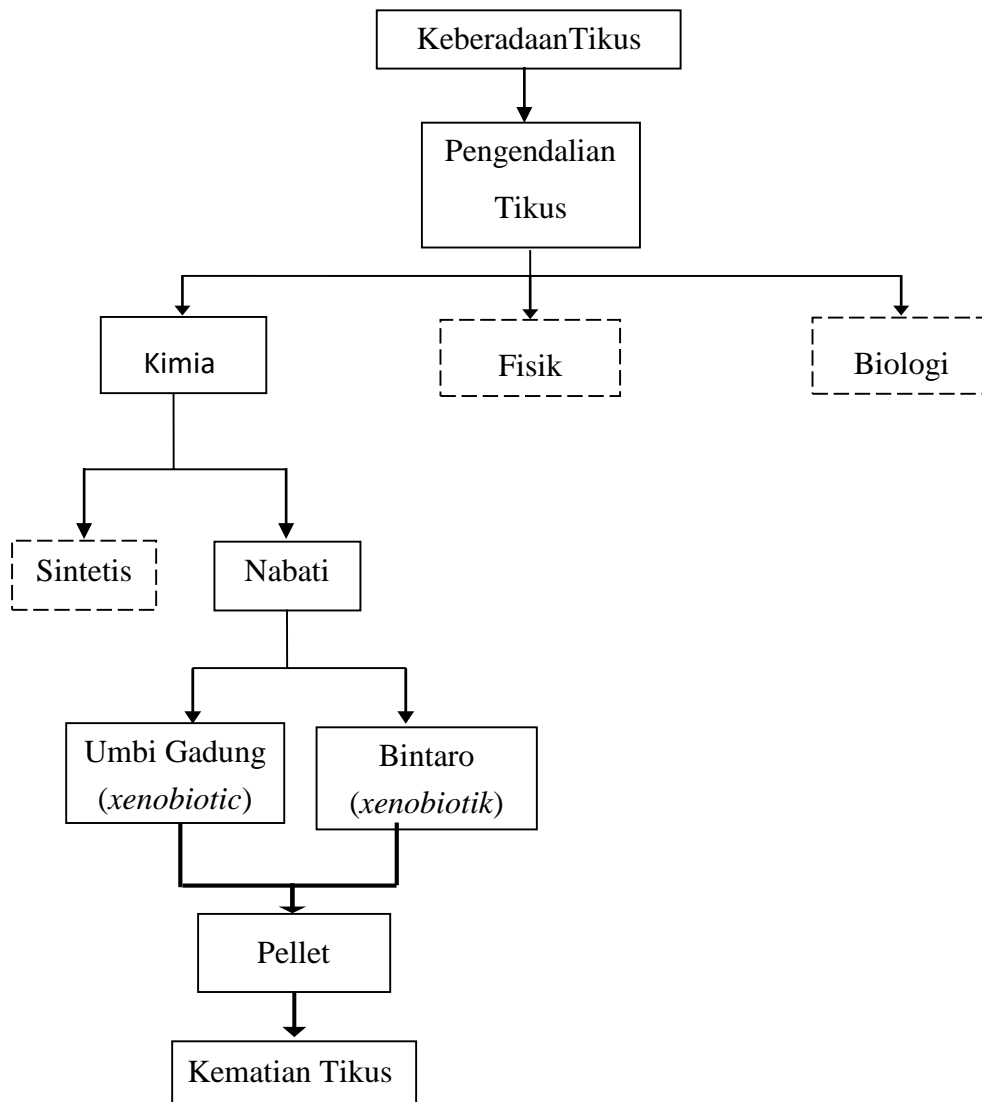 KeberadaanTikus
Pengendalian
Tikus
Kimia
Fisik
Biologi
Sintetis
Nabati
Umbi Gadung
(xenobiotic)
Bintaro
(xenobiotik)
Pellet
Kematian Tikus